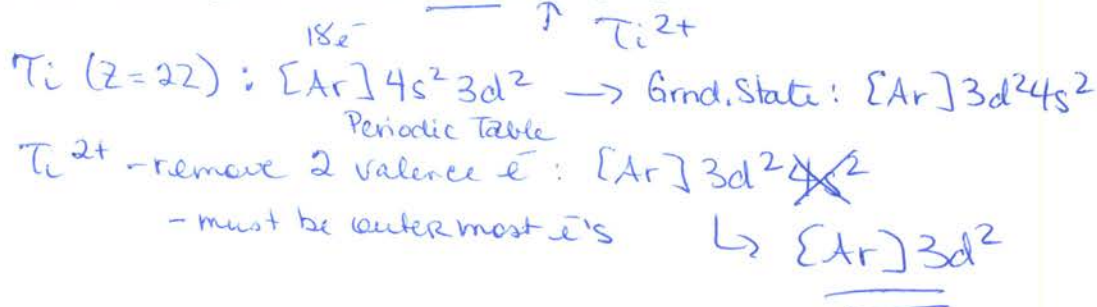 ↑ Ti²⁺
18e⁻
Ti (Z=22) : [Ar] 4s² 3d² → Grnd. State : [Ar] 3d² 4s²
Periodic Table
Ti²⁺ - remove 2 valence e⁻ : [Ar] 3d² 4s²
- must be outermost e⁻'s ↳ [Ar] 3d²